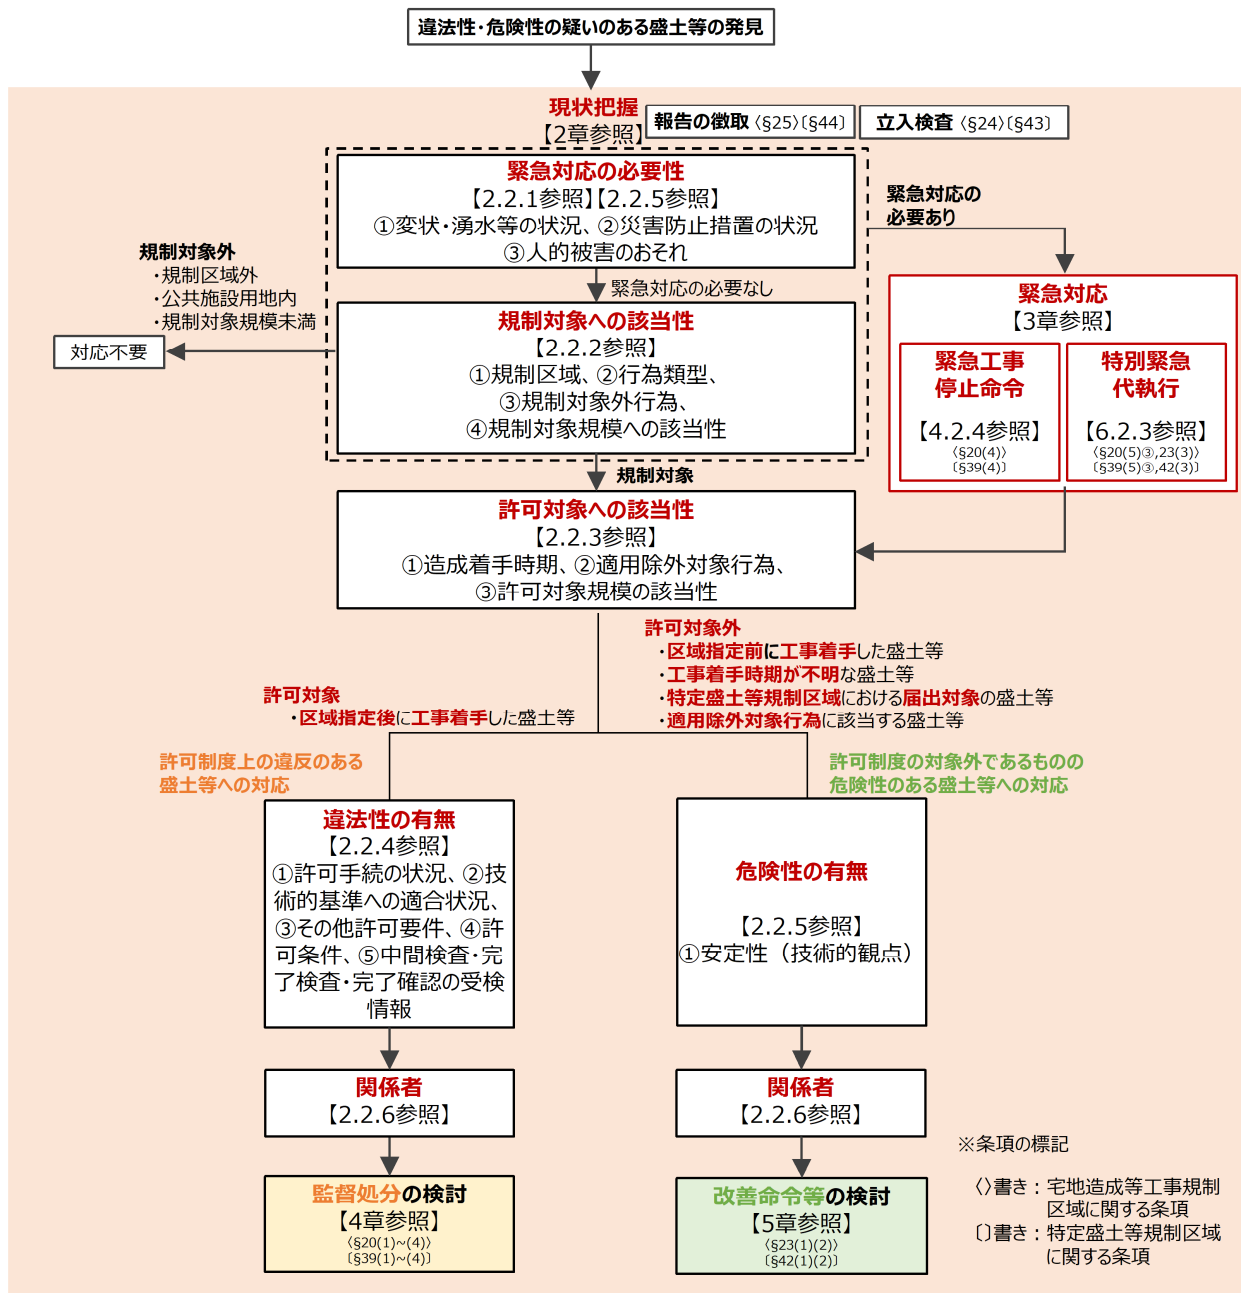 違法性・危険性の疑いのある盛土等の発見
現状把握
【2章参照】
報告の徴取〈§25〉〔§44〕
立入検査〈§24〉〔§43〕
緊急対応の必要性
【2.2.1参照】【2.2.5参照】
①変状・湧水等の状況、②災害防止措置の状況
③人的被害のおそれ
緊急対応の
必要あり
規制対象外
・規制区域外
・公共施設用地内
・規制対象規模未満
対応不要
緊急対応の必要なし
規制対象への該当性
【2.2.2参照】
①規制区域、②行為類型、
③規制対象外行為、
④規制対象規模への該当性
緊急対応
【3章参照】
緊急工事
停止命令
【4.2.4参照】
〈§20(4)〉
〔§39(4)〕
特別緊急
代執行
【6.2.3参照】
〈§20(5)③,23(3)〉
〔§39(5)③,42(3)〕
規制対象
許可対象への該当性
【2.2.3参照】
①造成着手時期、②適用除外対象行為、
③許可対象規模の該当性
許可対象外
・区域指定前に工事着手した盛土等
・工事着手時期が不明な盛土等
・特定盛土等規制区域における届出対象の盛土等
・適用除外対象行為に該当する盛土等
許可対象
・区域指定後に工事着手した盛土等
許可制度上の違反のある
盛土等への対応
許可制度の対象外であるものの
危険性のある盛土等への対応
違法性の有無
【2.2.4参照】
①許可手続の状況、②技
術的基準への適合状況、
③その他許可要件、④許
可条件、⑤中間検査・完
了検査・完了確認の受検
情報
危険性の有無
【2.2.5参照】
①安定性（技術的観点）
関係者
【2.2.6参照】
関係者
【2.2.6参照】
監督処分の検討
【4章参照】
〈§20(1)~(4)〉
〔§39(1)~(4)〕
改善命令等の検討
【5章参照】
〈§23(1)(2)〉
〔§42(1)(2)〕
※条項の標記
〈〉書き：宅地造成等工事規制
区域に関する条項
〔〕書き：特定盛土等規制区域
に関する条項